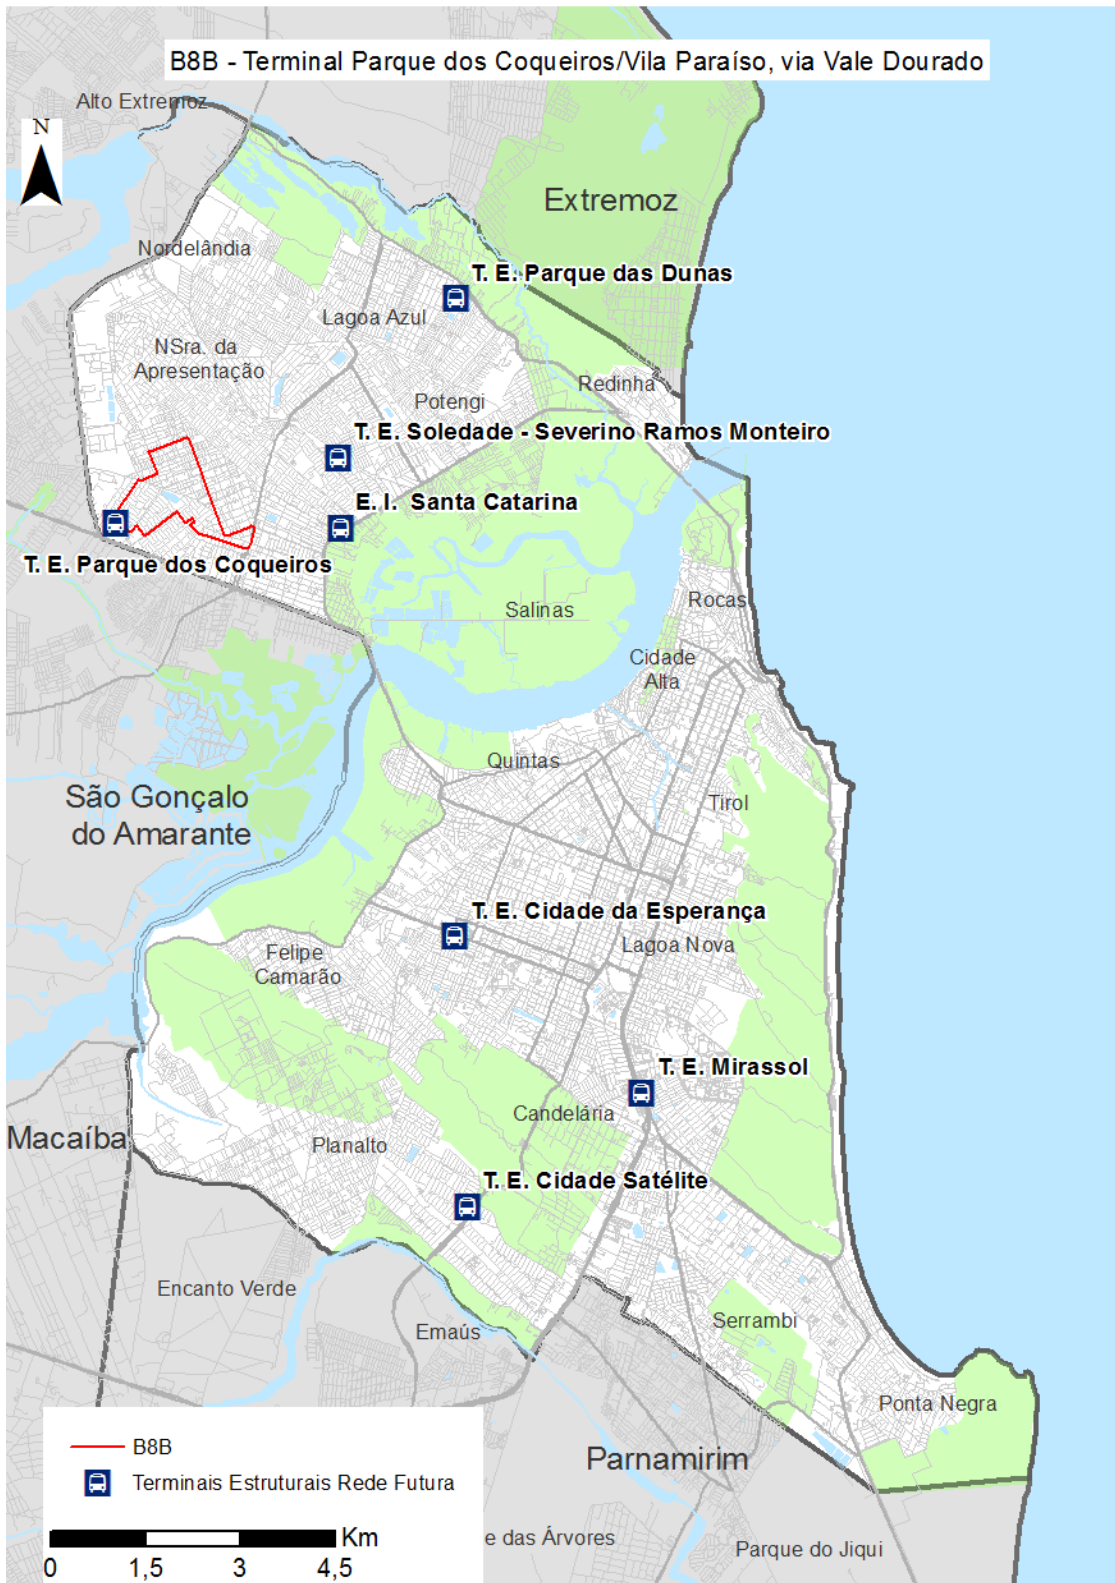 B8B - Terminal Parque dos Coqueiros/Vila Paraíso, via Vale Dourado
Alto Extremoz
N
Extremoz
Nordelândia
T. E. Parque das Dunas
Lagoa Azul
NSra. da
Apresentação
Redinha
Potengi
T. E. Soledade - Severino Ramos Monteiro
E. I. Santa Catarina
T. E. Parque dos Coqueiros
Salinas
Rocas
Cidade
Alta
Quintas
São Gonçalo
do Amarante
Tirol
T. E. Cidade da Esperança
Lagoa Nova
Felipe
Camarão
T. E. Mirassol
Candelária
Macaíba
Planalto
T. E. Cidade Satélite
Encanto Verde
Emaús
Serrambi
Ponta Negra
Parnamirim
B8B
Terminais Estruturais Rede Futura
Km
0 1,5 3 4,5
e das Árvores
Parque do Jiqui